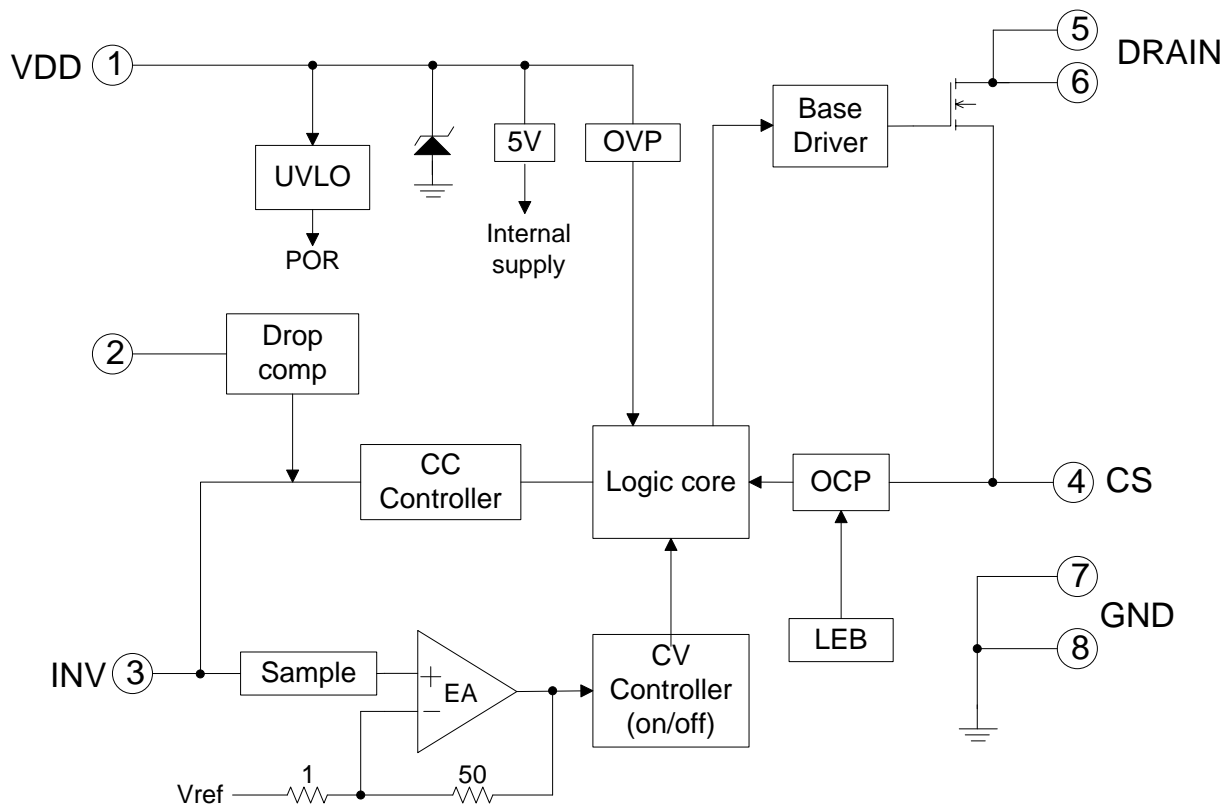 VDD 1
5
DRAIN
6
Base
Driver
5V
OVP
UVLO
POR
Internal
supply
2
Drop
comp
CC
Controller
Logic core
OCP
4 CS
7
GND
8
LEB
INV 3
Sample
+
EA
−
CV
Controller
(on/off)
Vref
1
50